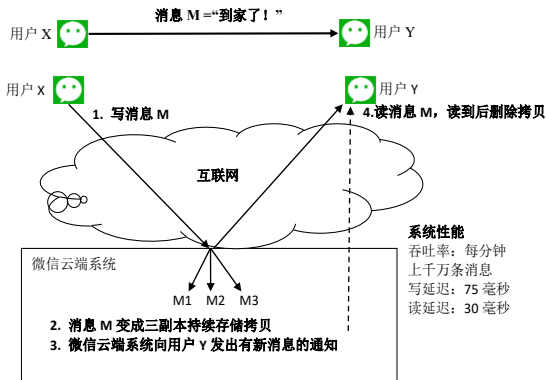 消息 M =“到家了！”
用户 X
用户 Y
用户 X
用户 Y
1. 写消息 M
4.读消息 M，读到后删除拷贝
互联网
系统性能
吞吐率：每分钟
上千万条消息
写延迟：75 毫秒
读延迟：30 毫秒
微信云端系统
M1 M2 M3
2. 消息 M 变成三副本持续存储拷贝
3. 微信云端系统向用户 Y 发出有新消息的通知